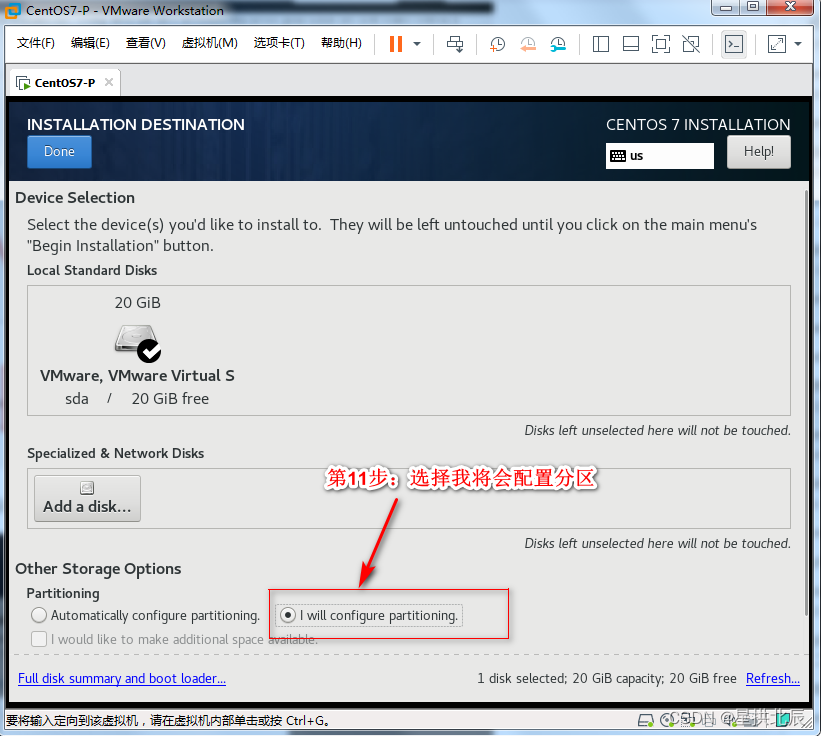 CentOS7-P - VMware Workstation
文件(F) 编辑(E) 查看(V) 虚拟机(M) 选项卡(T) 帮助(H)
CentOS7-P
INSTALLATION DESTINATION
CENTOS 7 INSTALLATION
Done
us
Help!
Device Selection
Select the device(s) you'd like to install to. They will be left untouched until you click on the main menu's
"Begin Installation" button.
Local Standard Disks
20 GiB
VMware, VMware Virtual S
sda / 20 GiB free
Disks left unselected here will not be touched.
Specialized & Network Disks
第11步：选择我将会配置分区
Add a disk...
Disks left unselected here will not be touched.
Other Storage Options
Partitioning
Automatically configure partitioning. I will configure partitioning.
I would like to make additional space available.
Full disk summary and boot loader... 1 disk selected; 20 GiB capacity; 20 GiB free Refresh...
要将输入定向到该虚拟机，请在虚拟机内部单击或按 Ctrl+G。
CSDN @星拱北辰